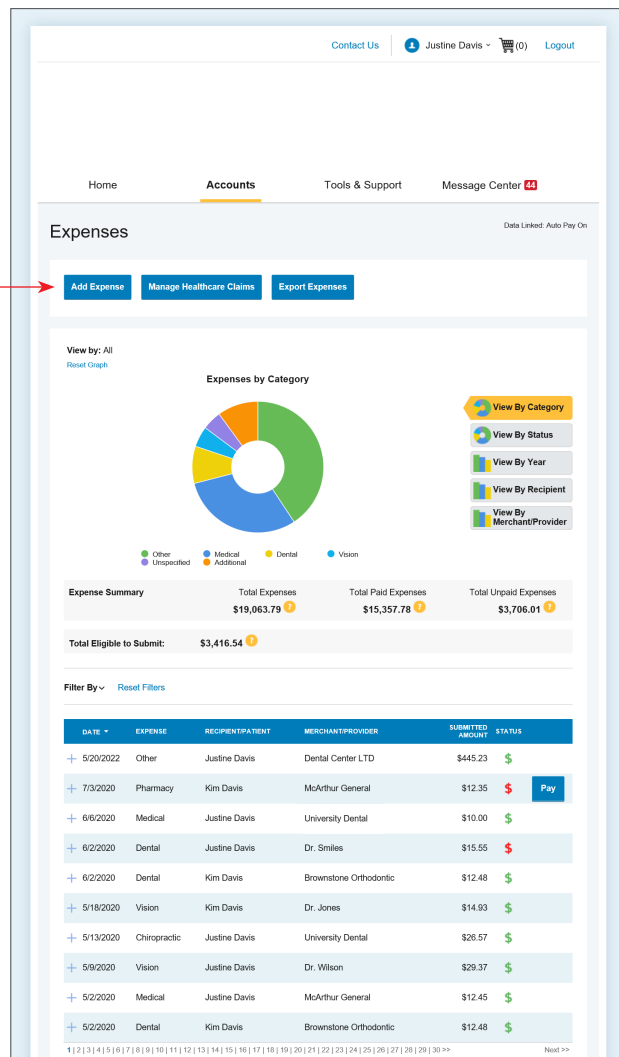 Contact Us
Justine Davis
(0)
Logout
Home
Accounts
Tools & Support
Message Center 44
Expenses
Data Linked: Auto Pay On
Add Expense
Manage Healthcare Claims
Export Expenses
View by: All
Reset Graph
Expenses by Category
View By Category
View By Status
View By Year
View By Recipient
View By
Merchant/Provider
Other Medical Dental Vision
Unspecified Additional
Expense Summary Total Expenses Total Paid Expenses Total Unpaid Expenses
$19,063.79 ? $15,357.78 ? $3,706.01 ?
Total Eligible to Submit: $3,416.54 ?
Filter By Reset Filters
DATE EXPENSE RECIPIENT/PATIENT MERCHANT/PROVIDER SUBMITTED AMOUNT STATUS
+ 5/20/2022 Other Justine Davis Dental Center LTD $445.23 $
+ 7/3/2020 Pharmacy Kim Davis McArthur General $12.35 $ Pay
+ 6/6/2020 Medical Justine Davis University Dental $10.00 $
+ 6/2/2020 Dental Justine Davis Dr. Smiles $15.55 $
+ 6/2/2020 Dental Kim Davis Brownstone Orthodontic $12.48 $
+ 5/18/2020 Vision Kim Davis Dr. Jones $14.93 $
+ 5/13/2020 Chiropractic Justine Davis University Dental $26.57 $
+ 5/9/2020 Vision Justine Davis Dr. Wilson $29.37 $
+ 5/2/2020 Medical Justine Davis McArthur General $12.45 $
+ 5/2/2020 Dental Kim Davis Brownstone Orthodontic $12.48 $
1 | 2 | 3 | 4 | 5 | 6 | 7 | 8 | 9 | 10 | 11 | 12 | 13 | 14 | 15 | 16 | 17 | 18 | 19 | 20 | 21 | 22 | 23 | 24 | 25 | 26 | 27 | 28 | 29 | 30 >> Next >>